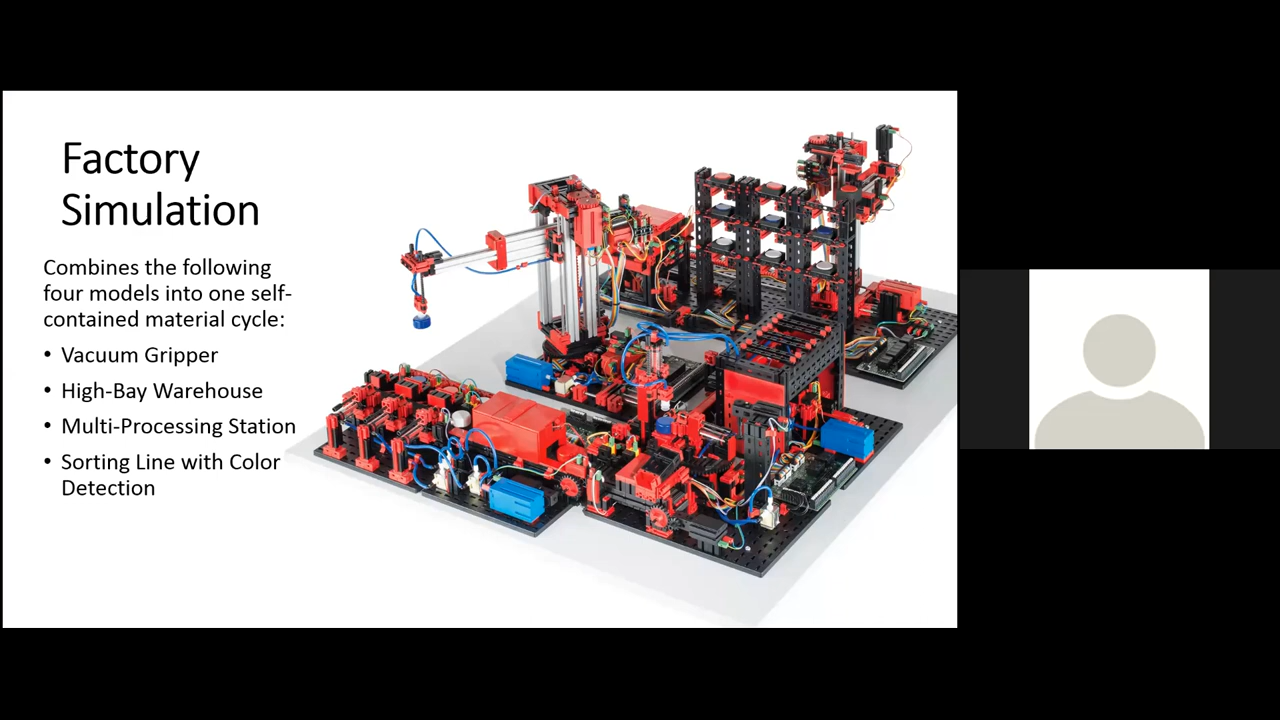 Factory
Simulation
Combines the following
four models into one self-
contained material cycle:
• Vacuum Gripper
• High-Bay Warehouse
• Multi-Processing Station
• Sorting Line with Color
Detection